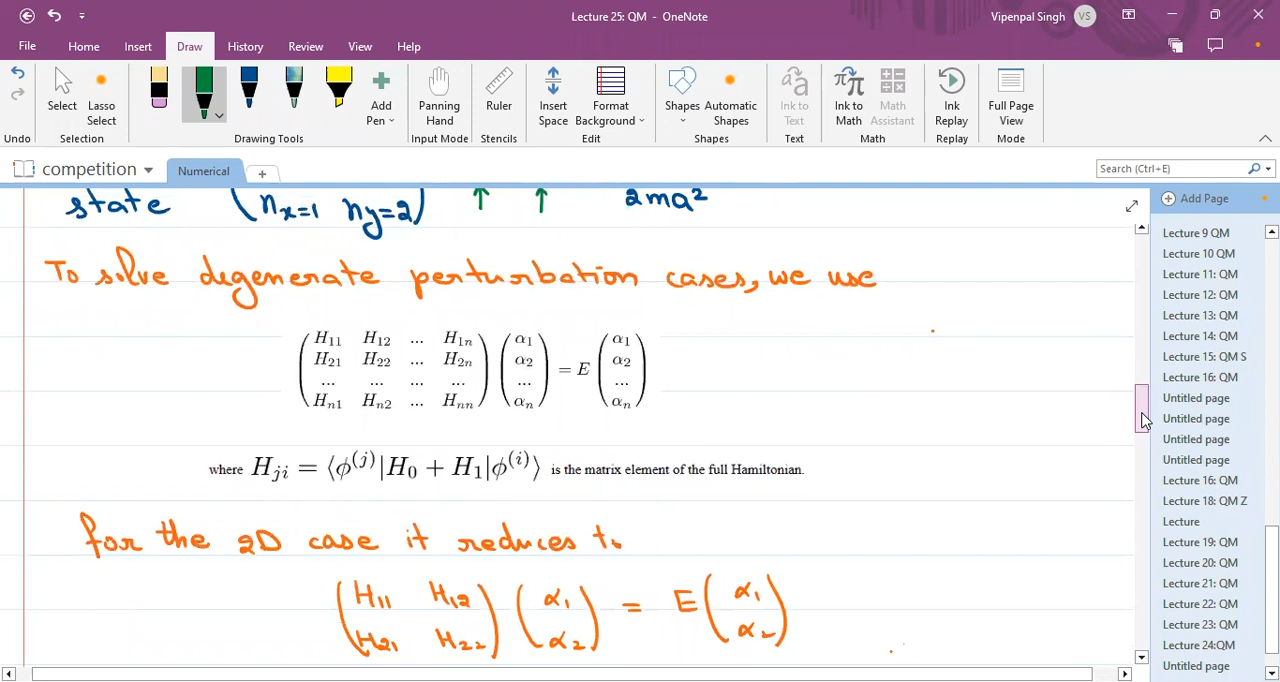 Lecture 25: QM - OneNote
Vipenpal Singh VS
File Home Insert Draw History Review View Help
Undo
Select
Lasso Select
Selection
Add Pen
Drawing Tools
Panning Hand
Input Mode
Ruler
Stencils
Insert Space
Format Background
Edit
Shapes
Automatic Shapes
Shapes
Ink to Text
Text
Ink to Math
Math Assistant
Math
Ink Replay
Replay
Full Page View
Mode
competition Numerical
Search (Ctrl+E)
Add Page
state (nx=1 ny=2) ↑ ↑ 2ma²
To solve degenerate perturbation cases, we use
H₁₁ H₁₂ ... H₁ₙ α₁ α₁
H₂₁ H₂₂ ... H₂ₙ α₂ = E α₂
... ... ... ... ... ...
Hₙ₁ Hₙ₂ ... Hₙₙ αₙ αₙ
where Hⱼᵢ = ⟨ϕ⁽ʲ⁾|H₀ + H₁|ϕ⁽ⁱ⁾⟩ is the matrix element of the full Hamiltonian.
for the 2D case it reduces to
(H₁₁ H₁₂) (α₁) = E (α₁)
(H₂₁ H₂₂) (α₂) (α₂)
Lecture 9 QM
Lecture 10 QM
Lecture 11: QM
Lecture 12: QM
Lecture 13: QM
Lecture 14: QM
Lecture 15: QM S
Lecture 16: QM
Untitled page
Untitled page
Untitled page
Untitled page
Lecture 16: QM
Lecture 18: QM Z
Lecture
Lecture 19: QM
Lecture 20: QM
Lecture 21: QM
Lecture 22: QM
Lecture 23: QM
Lecture 24:QM
Untitled page